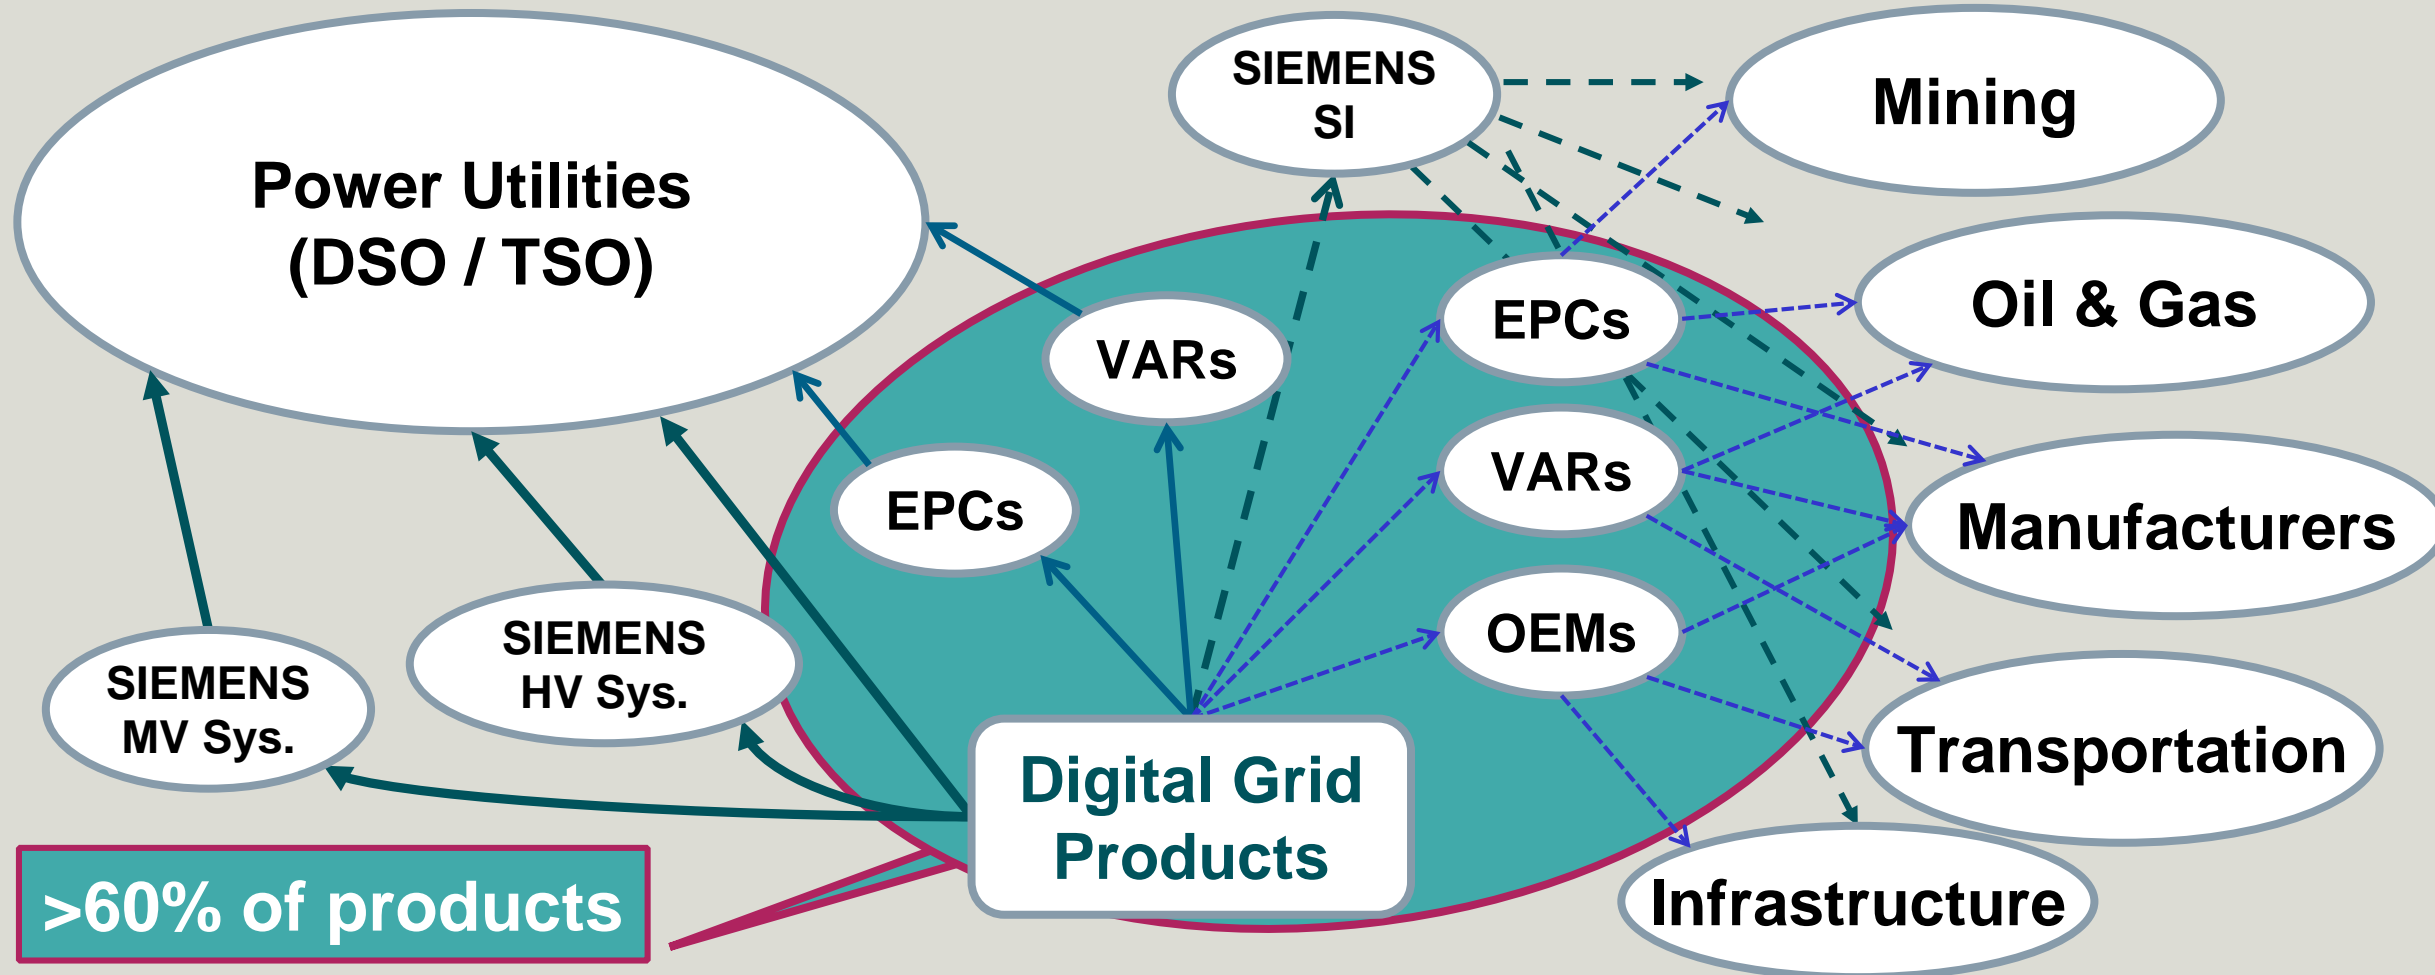 Power Utilities
(DSO / TSO)
SIEMENS
SI
Mining
Oil & Gas
EPCs
VARs
VARs
EPCs
Manufacturers
OEMs
SIEMENS
HV Sys.
SIEMENS
MV Sys.
Transportation
Digital Grid
Products
Infrastructure
>60% of products